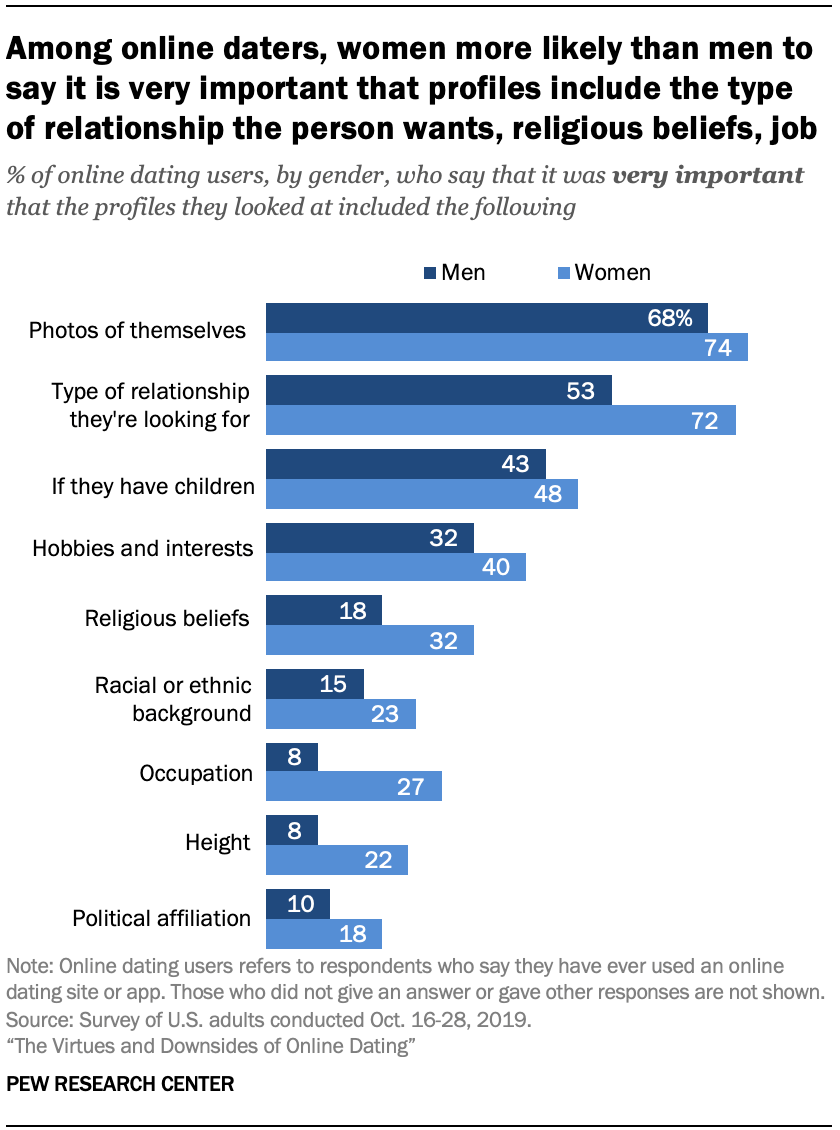 Among online daters, women more likely than men to
say it is very important that profiles include the type
of relationship the person wants, religious beliefs, job
% of online dating users, by gender, who say that it was very important
that the profiles they looked at included the following
Men Women
Photos of themselves 68% 74
Type of relationship
they're looking for 53 72
If they have children 43 48
Hobbies and interests 32 40
Religious beliefs 18 32
Racial or ethnic
background 15 23
Occupation 8 27
Height 8 22
Political affiliation 10 18
Note: Online dating users refers to respondents who say they have ever used an online
dating site or app. Those who did not give an answer or gave other responses are not shown.
Source: Survey of U.S. adults conducted Oct. 16-28, 2019.
“The Virtues and Downsides of Online Dating”
PEW RESEARCH CENTER